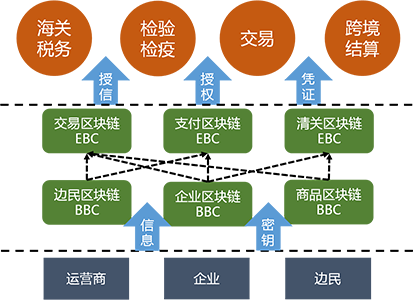 海关
税务
检验
检疫
交易
跨境
结算
授信
授权
凭证
交易区块链
EBC
支付区块链
EBC
清关区块链
EBC
边民区块链
BBC
企业区块链
BBC
商品区块链
BBC
信息
密钥
运营商
企业
边民